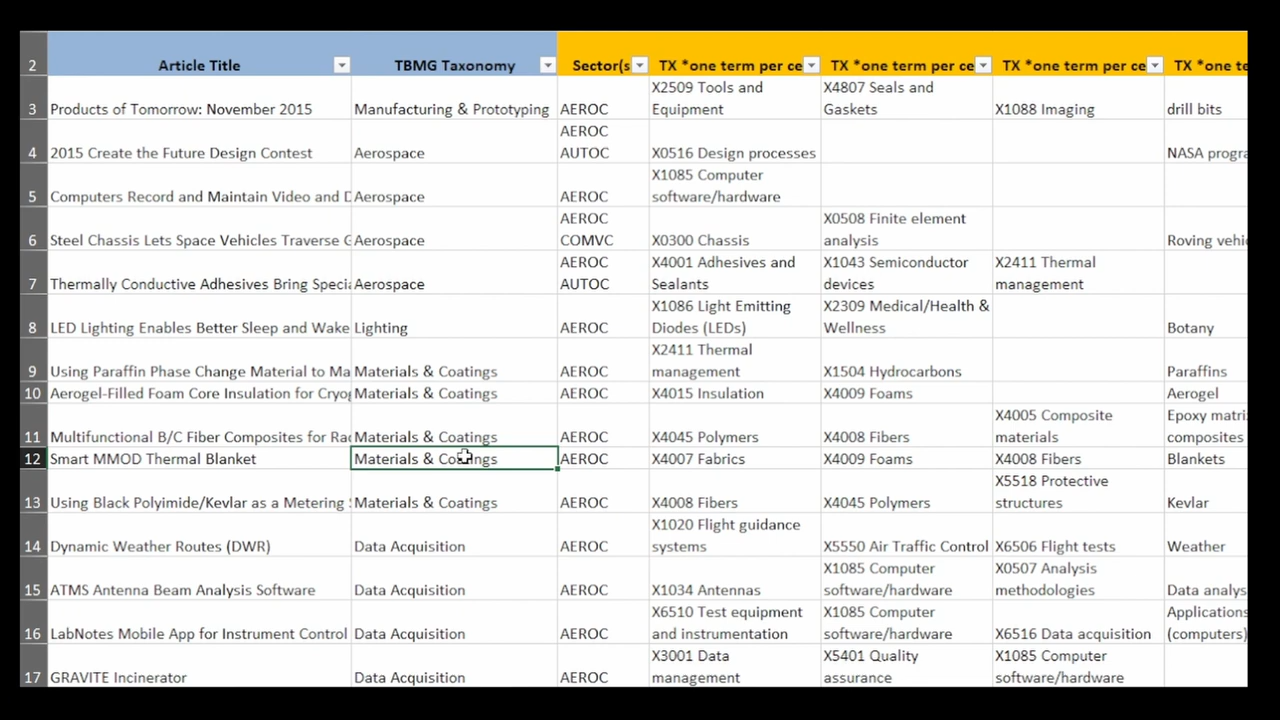 2 Article Title TBMG Taxonomy Sector(s TX *one term per ce TX *one term per ce TX *one term per ce TX *one te
X2509 Tools and X4807 Seals and
3 Products of Tomorrow: November 2015 Manufacturing & Prototyping AEROC Equipment Gaskets X1088 Imaging drill bits
AEROC
4 2015 Create the Future Design Contest Aerospace AUTOC X0516 Design processes NASA progra
X1085 Computer
5 Computers Record and Maintain Video and D Aerospace AEROC software/hardware
AEROC X0508 Finite element
6 Steel Chassis Lets Space Vehicles Traverse G Aerospace COMVC X0300 Chassis analysis Roving vehic
AEROC X4001 Adhesives and X1043 Semiconductor X2411 Thermal
7 Thermally Conductive Adhesives Bring Specia Aerospace AUTOC Sealants devices management
X1086 Light Emitting X2309 Medical/Health &
8 LED Lighting Enables Better Sleep and Wake Lighting AEROC Diodes (LEDs) Wellness Botany
X2411 Thermal
9 Using Paraffin Phase Change Material to Ma Materials & Coatings AEROC management X1504 Hydrocarbons Paraffins
10 Aerogel-Filled Foam Core Insulation for Cryog Materials & Coatings AEROC X4015 Insulation X4009 Foams Aerogel
X4005 Composite Epoxy matri
11 Multifunctional B/C Fiber Composites for Rad Materials & Coatings AEROC X4045 Polymers X4008 Fibers materials composites
12 Smart MMOD Thermal Blanket Materials & Coatings AEROC X4007 Fabrics X4009 Foams X4008 Fibers Blankets
X5518 Protective
13 Using Black Polyimide/Kevlar as a Metering Materials & Coatings AEROC X4008 Fibers X4045 Polymers structures Kevlar
X1020 Flight guidance
14 Dynamic Weather Routes (DWR) Data Acquisition AEROC systems X5550 Air Traffic Control X6506 Flight tests Weather
X1085 Computer X0507 Analysis
15 ATMS Antenna Beam Analysis Software Data Acquisition AEROC X1034 Antennas software/hardware methodologies Data analys
X6510 Test equipment X1085 Computer Applications
16 LabNotes Mobile App for Instrument Control Data Acquisition AEROC and instrumentation software/hardware X6516 Data acquisition (computers)
X3001 Data X5401 Quality X1085 Computer
17 GRAVITE Incinerator Data Acquisition AEROC management assurance software/hardware